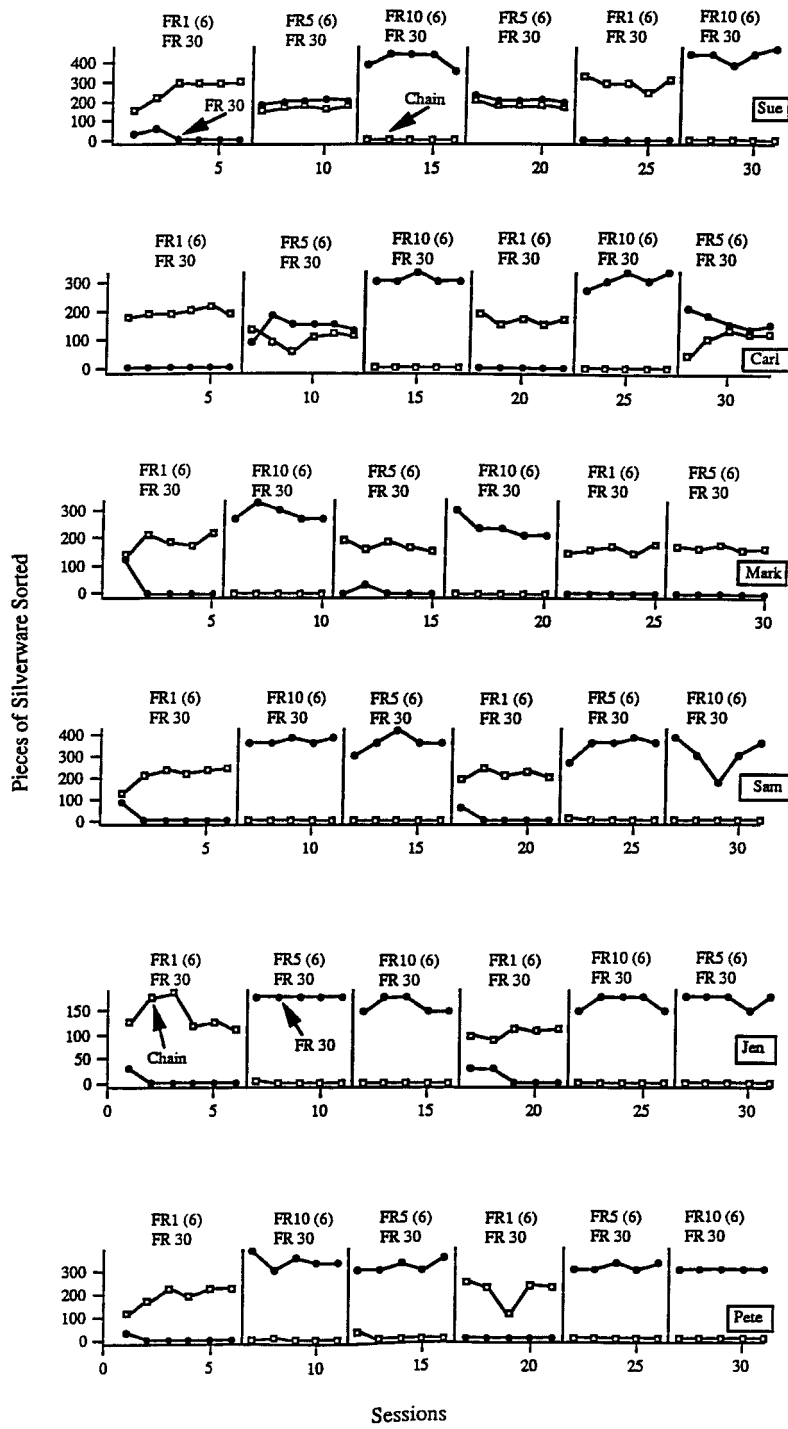 FR1 (6) FR5 (6) FR10 (6) FR5 (6) FR1 (6) FR10 (6)
FR 30 FR 30 FR 30 FR 30 FR 30 FR 30
400
300
200
100
0
FR 30
Chain
Sue
5 10 15 20 25 30
FR1 (6) FR5 (6) FR10 (6) FR1 (6) FR10 (6) FR5 (6)
FR 30 FR 30 FR 30 FR 30 FR 30 FR 30
300
200
100
0
Carl
5 10 15 20 25 30
FR1 (6) FR10 (6) FR5 (6) FR10 (6) FR1 (6) FR5 (6)
FR 30 FR 30 FR 30 FR 30 FR 30 FR 30
300
200
100
0
Mark
5 10 15 20 25 30
Pieces of Silverware Sorted
FR1 (6) FR10 (6) FR5 (6) FR1 (6) FR5 (6) FR10 (6)
FR 30 FR 30 FR 30 FR 30 FR 30 FR 30
400
300
200
100
0
Sam
5 10 15 20 25 30
FR1 (6) FR5 (6) FR10 (6) FR1 (6) FR10 (6) FR5 (6)
FR 30 FR 30 FR 30 FR 30 FR 30 FR 30
150
100
50
0
Chain
FR 30
Jen
0 5 10 15 20 25 30
FR1 (6) FR10 (6) FR5 (6) FR1 (6) FR5 (6) FR10 (6)
FR 30 FR 30 FR 30 FR 30 FR 30 FR 30
300
200
100
0
Pete
0 5 10 15 20 25 30
Sessions